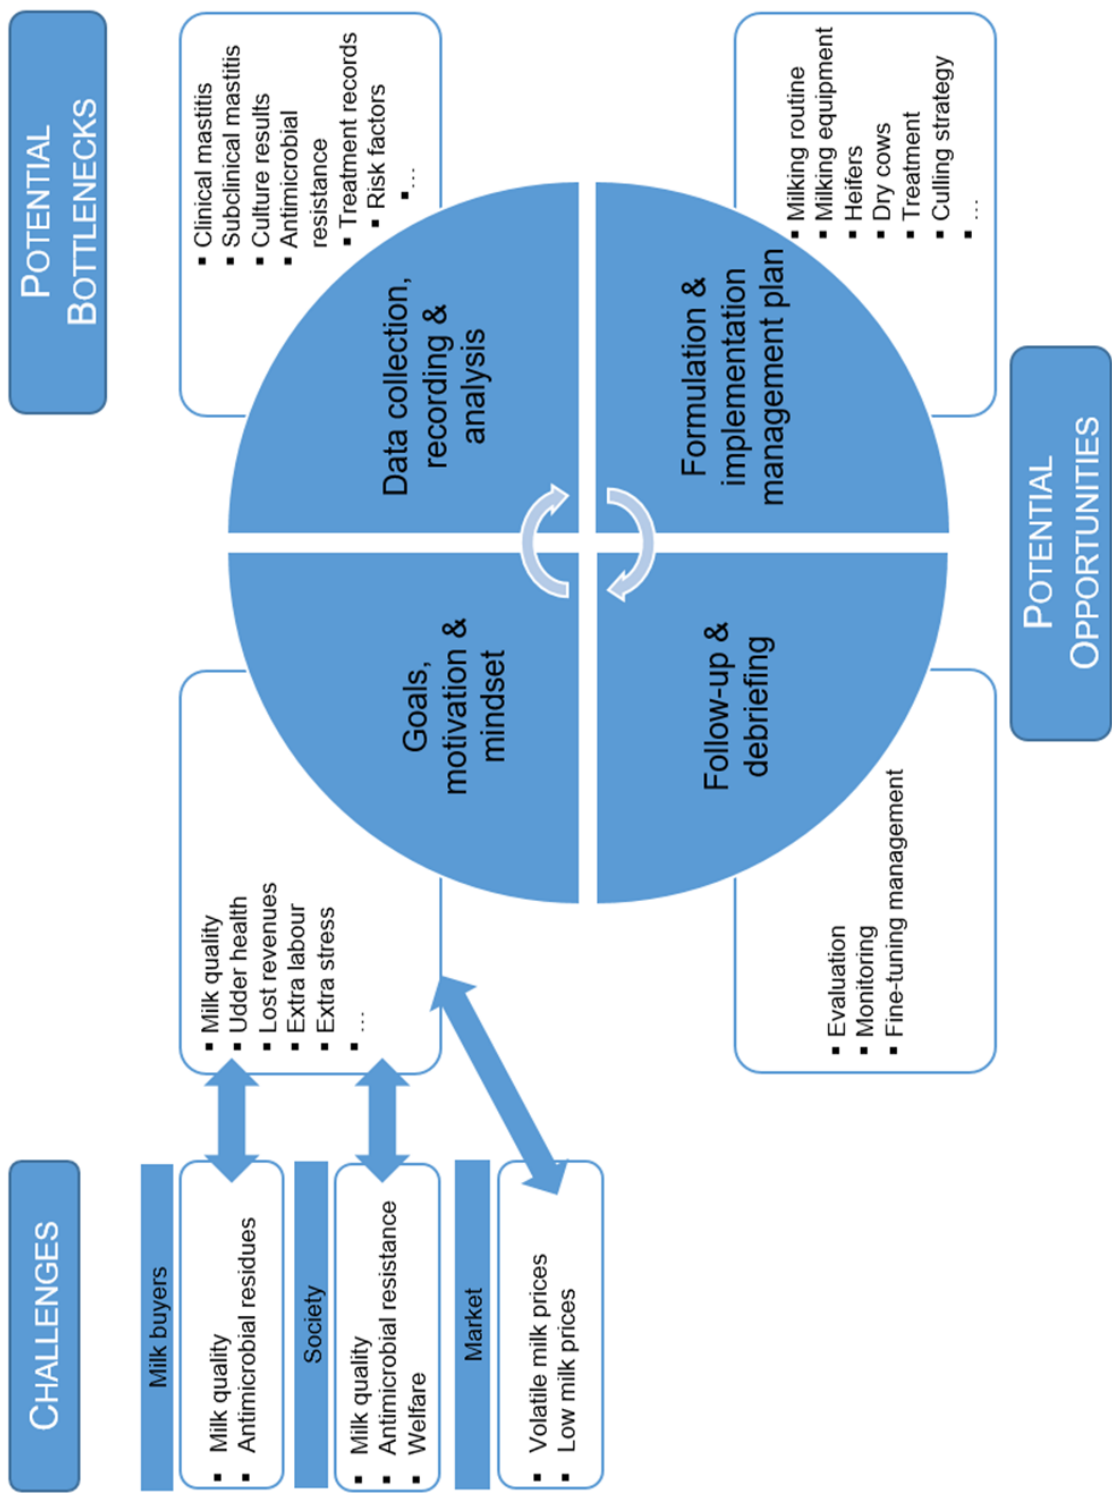 CHALLENGES
Milk buyers
▪ Milk quality
▪ Antimicrobial residues
Society
▪ Milk quality
▪ Antimicrobial resistance
▪ Welfare
Market
▪ Volatile milk prices
▪ Low milk prices
POTENTIAL
BOTTLENECKS
▪ Milk quality
▪ Udder health
▪ Lost revenues
▪ Extra labour
▪ Extra stress
▪ …
Goals,
motivation &
mindset
▪ Clinical mastitis
▪ Subclinical mastitis
▪ Culture results
▪ Antimicrobial
resistance
▪ Treatment records
▪ Risk factors
▪ …
Data collection,
recording &
analysis
Follow-up &
debriefing
▪ Evaluation
▪ Monitoring
▪ Fine-tuning management
Formulation &
implementation
management plan
▪ Milking routine
▪ Milking equipment
▪ Heifers
▪ Dry cows
▪ Treatment
▪ Culling strategy
▪ …
POTENTIAL
OPPORTUNITIES